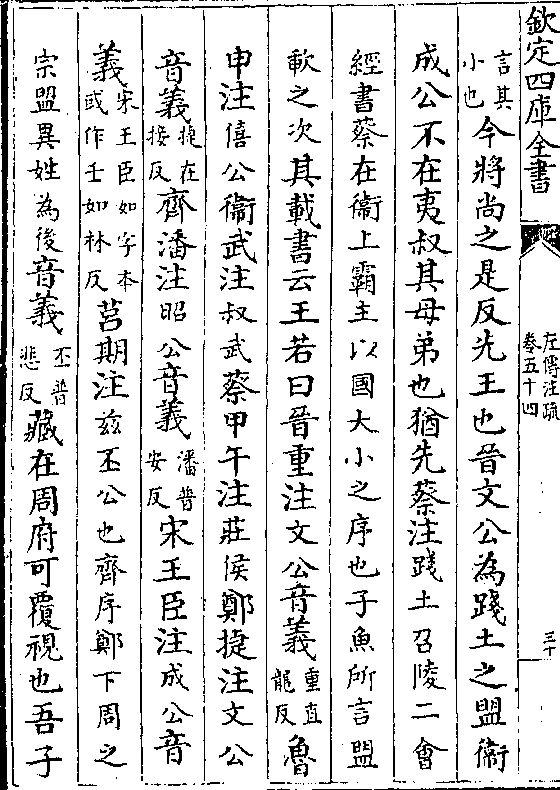 欽定四庫全書
左傳注疏
卷五十四
三十
言其
小也今將尚之是反先王也晉文公為踐土之盟衞
成公不在夷叔其母弟也猶先蔡注踐土召陵二會
經書蔡在衞上霸主以國大小之序也子魚所言盟
歃之次其載書云王若曰晉重注文公音義重直
龍反魯
申注僖公衞武注叔武蔡甲午注莊侯鄭捷注文公
音義捷在
接反齊潘注昭公音義潘普
安反宋王臣注成公音
義宋王臣如字本
或作壬如林反莒期注兹丕公也齊序鄭下周之
宗盟異姓為後音義丕普
悲反藏在周府可覆視也吾子